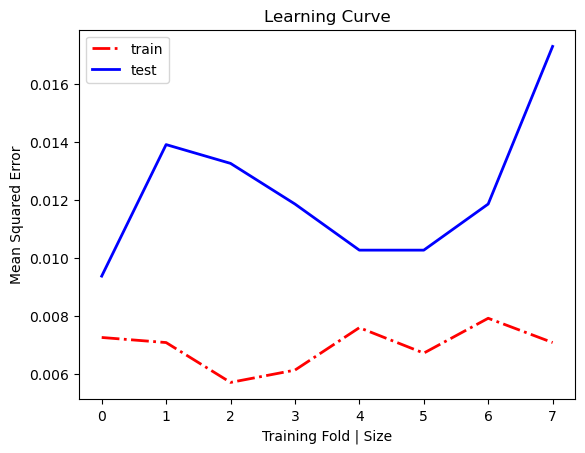 Learning Curve
train
test
Mean Squared Error
0.016
0.014
0.012
0.010
0.008
0.006
0 1 2 3 4 5 6 7
Training Fold | Size